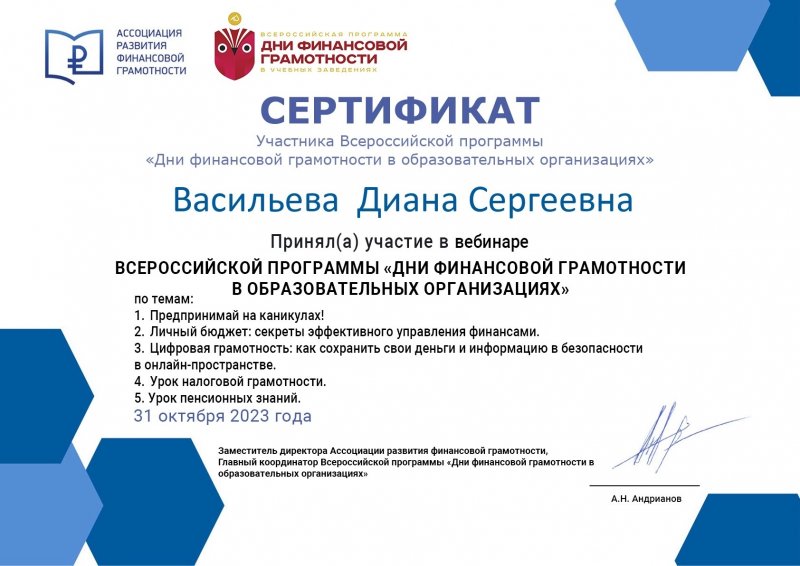 АССОЦИАЦИЯ
РАЗВИТИЯ
ФИНАНСОВОЙ
ГРАМОТНОСТИ
ВСЕРОССИЙСКАЯ ПРОГРАММА
ДНИ ФИНАНСОВОЙ
ГРАМОТНОСТИ
В УЧЕБНЫХ ЗАВЕДЕНИЯХ
СЕРТИФИКАТ
Участника Всероссийской программы
«Дни финансовой грамотности в образовательных организациях»
Васильева Диана Сергеевна
Принял(а) участие в вебинаре
ВСЕРОССИЙСКОЙ ПРОГРАММЫ «ДНИ ФИНАНСОВОЙ ГРАМОТНОСТИ
В ОБРАЗОВАТЕЛЬНЫХ ОРГАНИЗАЦИЯХ»
по темам:
1. Предпринимай на каникулах!
2. Личный бюджет: секреты эффективного управления финансами.
3. Цифровая грамотность: как сохранить свои деньги и информацию в безопасности
в онлайн-пространстве.
4. Урок налоговой грамотности.
5. Урок пенсионных знаний.
31 октября 2023 года
Заместитель директора Ассоциации развития финансовой грамотности,
Главный координатор Всероссийской программы «Дни финансовой грамотности в
образовательных организациях»
А.Н. Андрианов